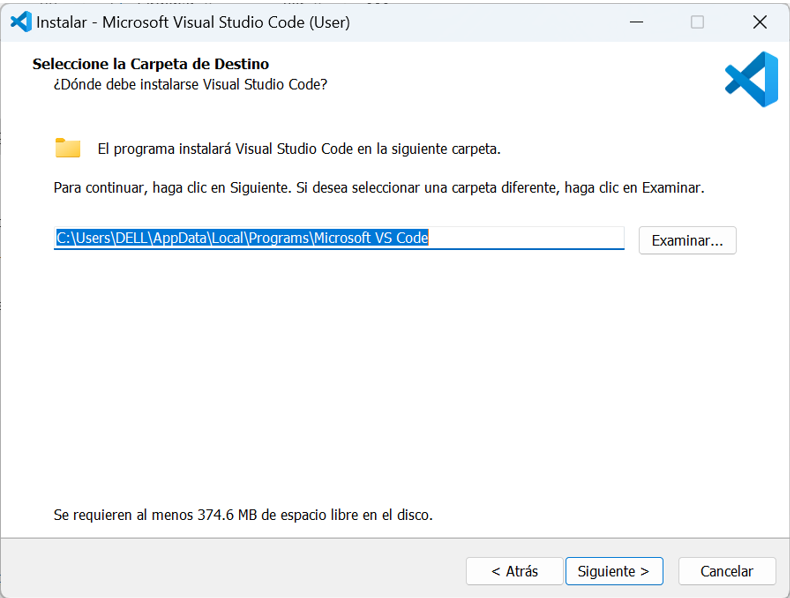 Instalar - Microsoft Visual Studio Code (User)
Seleccione la Carpeta de Destino
¿Dónde debe instalarse Visual Studio Code?
El programa instalará Visual Studio Code en la siguiente carpeta.
Para continuar, haga clic en Siguiente. Si desea seleccionar una carpeta diferente, haga clic en Examinar.
C:\Users\DELL\AppData\Local\Programs\Microsoft VS Code
Examinar...
Se requieren al menos 374.6 MB de espacio libre en el disco.
< Atrás
Siguiente >
Cancelar